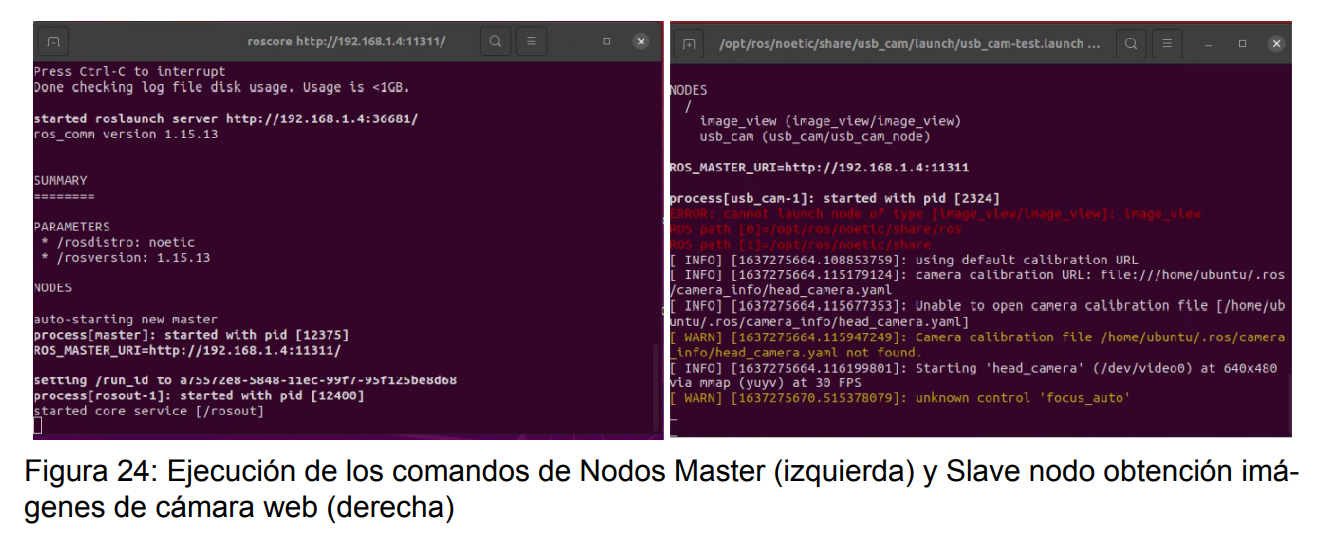 roscore http://192.168.1.4:11311/
Press Ctrl-C to interrupt
Done checking log file disk usage. Usage is <1GB.
started roslaunch server http://192.168.1.4:36681/
ros_comm version 1.15.13
SUMMARY
========
PARAMETERS
* /rosdistro: noetic
* /rosversion: 1.15.13
NODES
auto-starting new master
process[master]: started with pid [12375]
ROS_MASTER_URI=http://192.168.1.4:11311/
setting /run_id to a75572e8-5848-11ec-99f7-95f125be8d68
process[rosout-1]: started with pid [12400]
started core service [/rosout]
/opt/ros/noetic/share/usb_cam/launch/usb_cam-test.launch ...
NODES
/
image_view (image_view/image_view)
usb_cam (usb_cam/usb_cam_node)
ROS_MASTER_URI=http://192.168.1.4:11311
process[usb_cam-1]: started with pid [2324]
ERROR: cannot launch node of type [image_view/image_view]: image_view
ROS path [0]=/opt/ros/noetic/share/ros
ROS path [1]=/opt/ros/noetic/share
[ INFO] [1637275664.108853759]: using default calibration URL
[ INFO] [1637275664.115179124]: camera calibration URL: file:///home/ubuntu/.ros
/camera_info/head_camera.yaml
[ INFO] [1637275664.115677353]: Unable to open camera calibration file [/home/ub
untu/.ros/camera_info/head_camera.yaml]
[ WARN] [1637275664.115947249]: Camera calibration file /home/ubuntu/.ros/camera
_info/head_camera.yaml not found.
[ INFO] [1637275664.116199801]: Starting 'head_camera' (/dev/video0) at 640x480
via mmap (yuyv) at 30 FPS
[ WARN] [1637275670.515378079]: unknown control 'focus_auto'
Figura 24: Ejecución de los comandos de Nodos Master (izquierda) y Slave nodo obtención imá-
genes de cámara web (derecha)